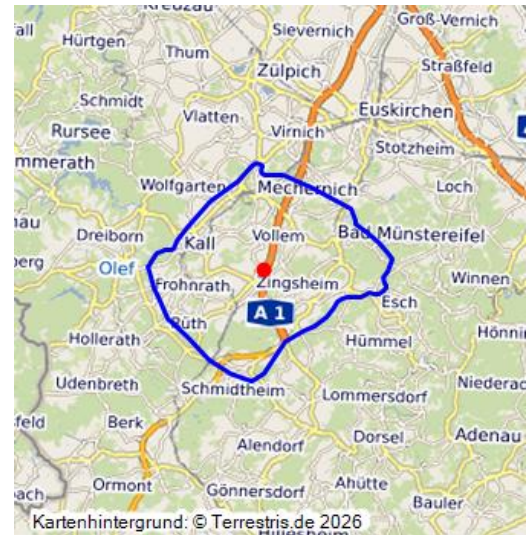 Kreuzau
Groß-Vernich
Hürtgen
Sievernich
Thum
Straßfeld
Zülpich
Schmidt
Vlatten
Euskirchen
Rursee
Virnich
Stotzheim
mmerath
Wolfgarten
Mechernich
Loch
Dreiborn
Kall
Vollem
Bad Münstereifel
Olef
Frohnrath
Zingsheim
Winnen
A 1
Esch
Rüth
Hollerath
Hümmel
Hönnin
Udenbreth
Schmidtheim
Lommersdorf
Niederad
Berk
Dorsel
Adenau
Alendorf
Ormont
Gönnersdorf
Ahütte
Bauler
Kartenhintergrund: © Terrestris.de 2026